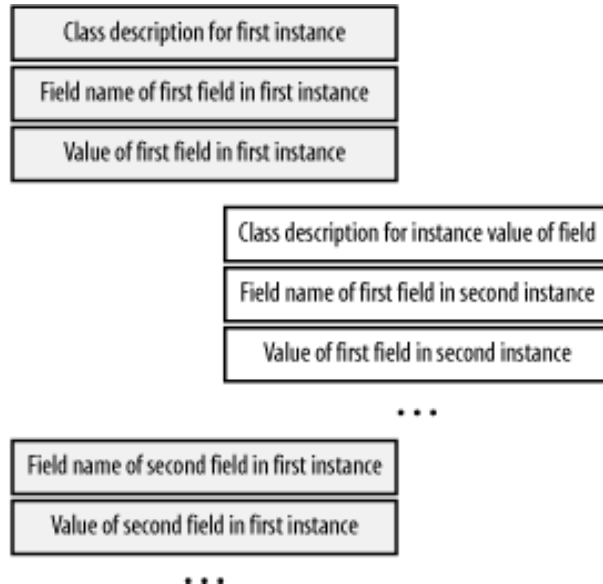 Class description for first instance
Field name of first field in first instance
Value of first field in first instance
Class description for instance value of field
Field name of first field in second instance
Value of first field in second instance
...
Field name of second field in first instance
Value of second field in first instance
...